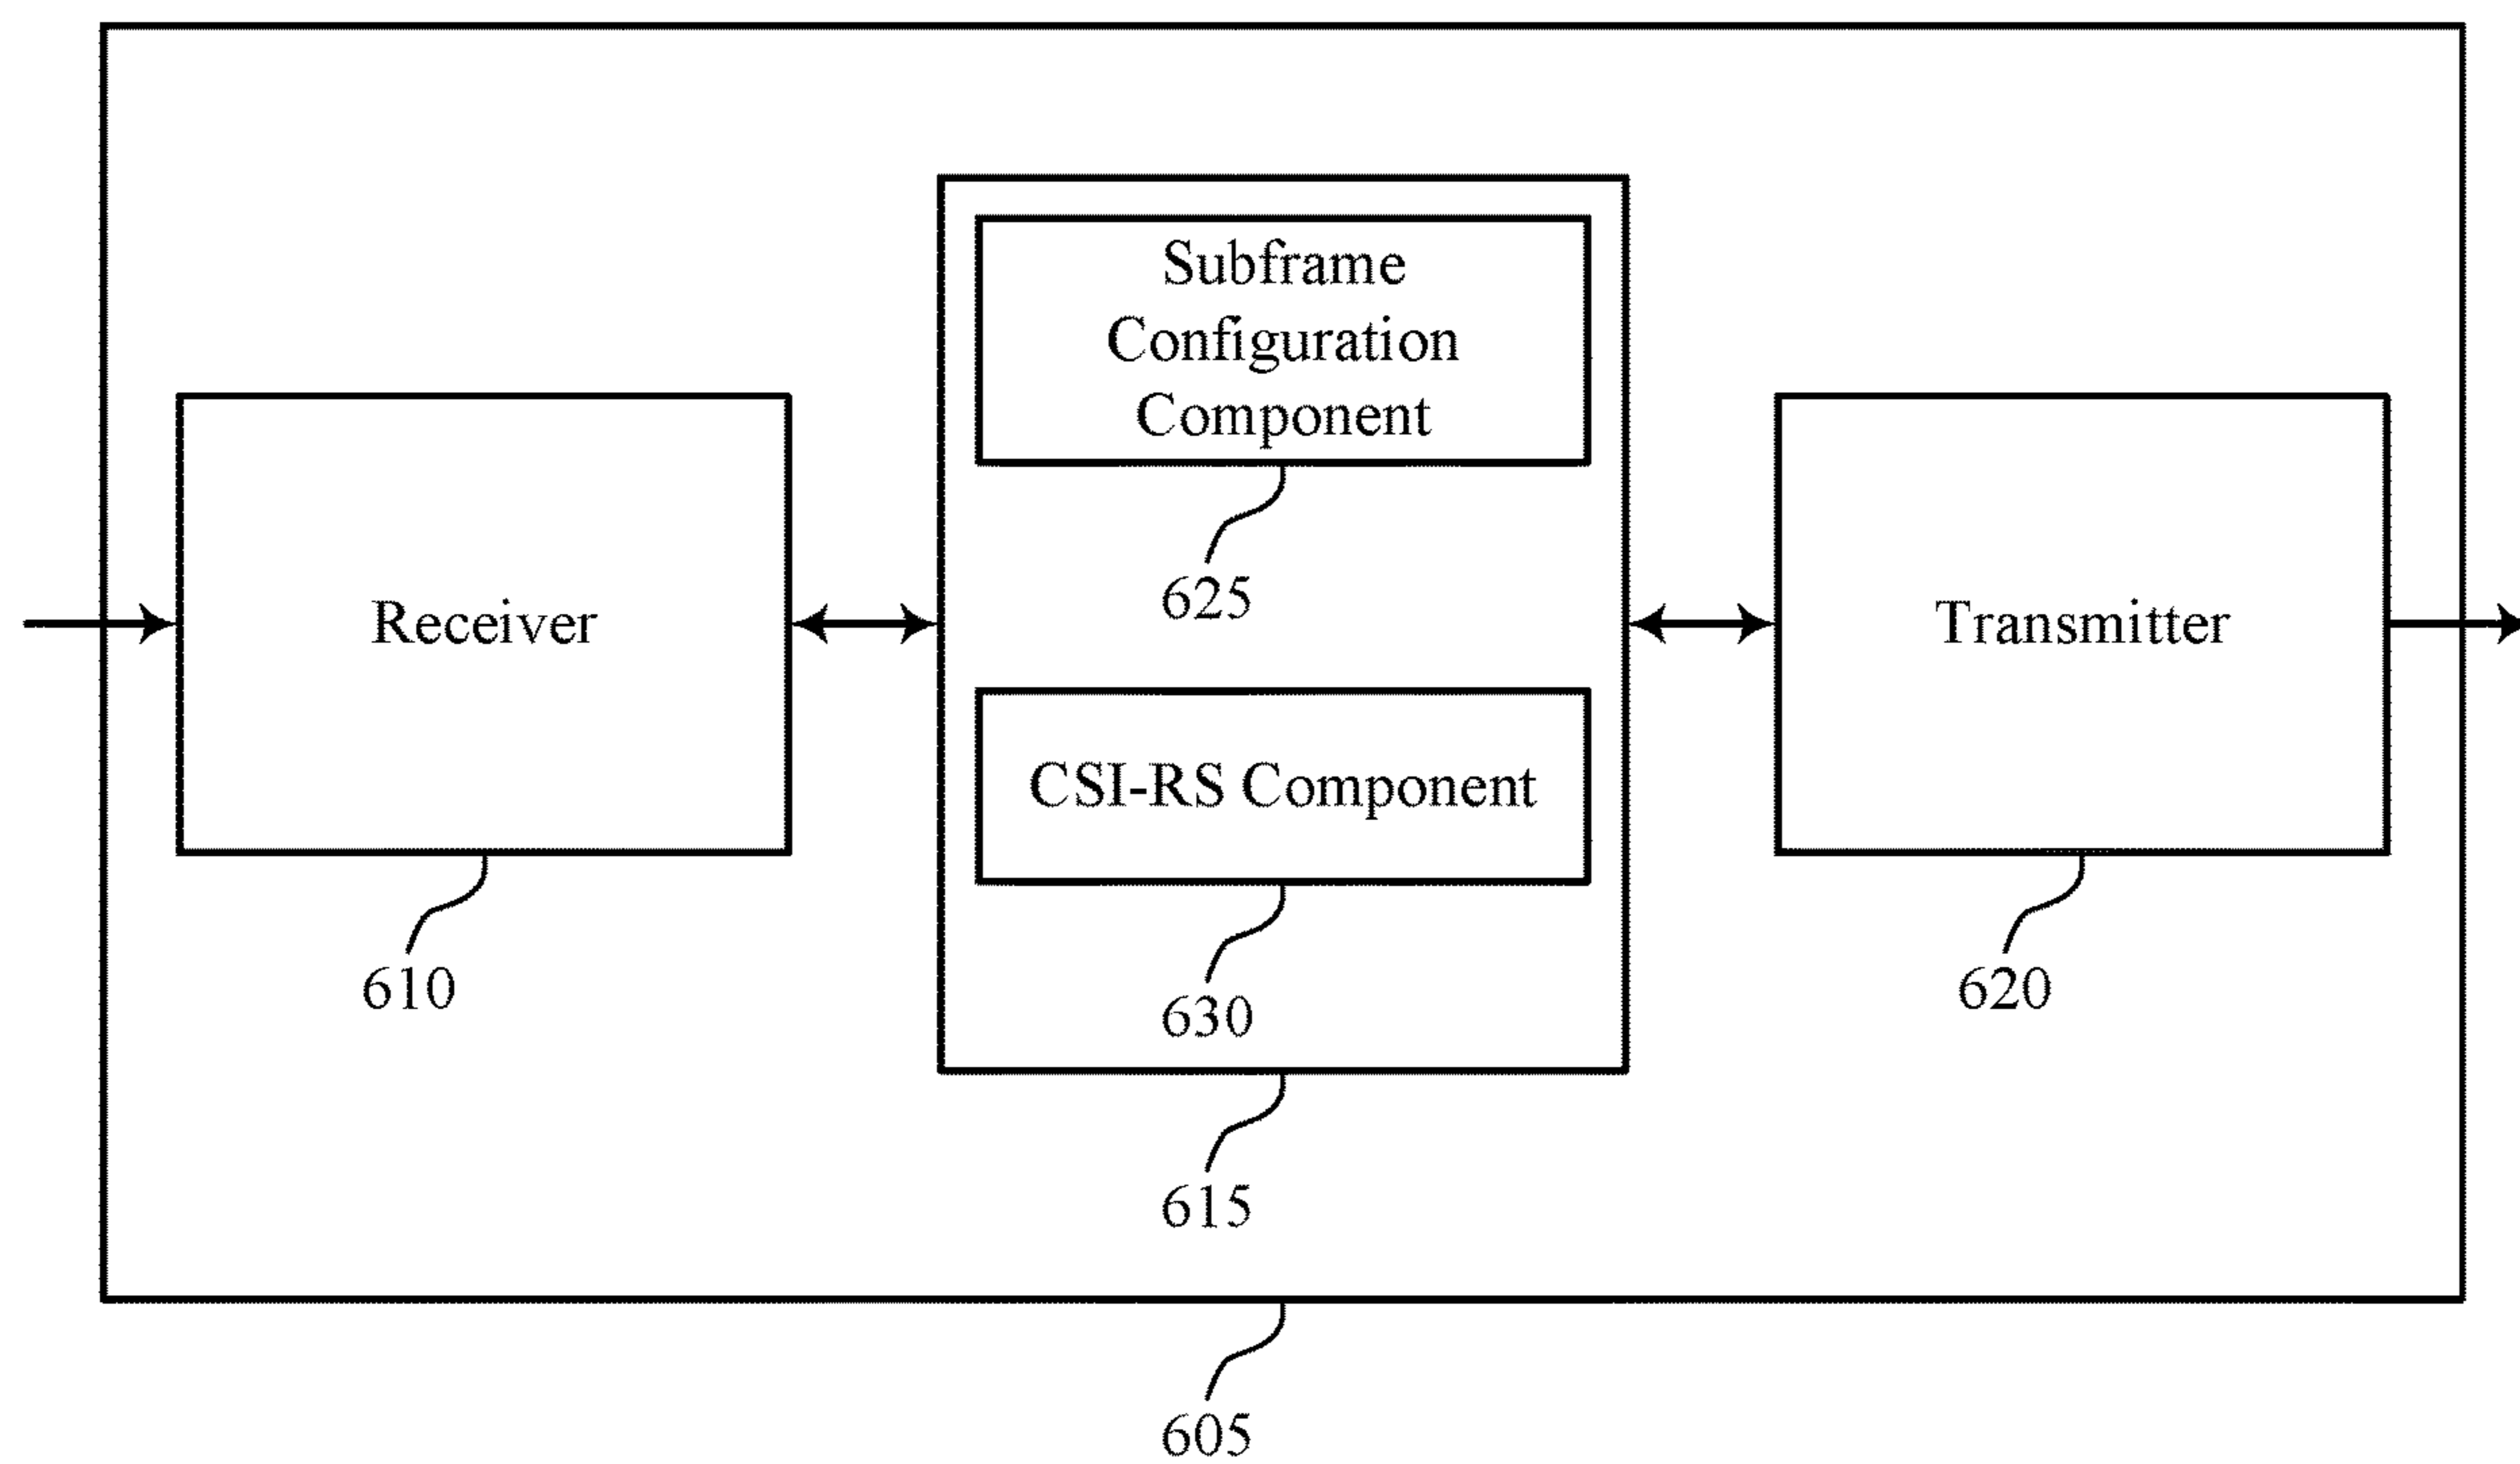 Subframe
Configuration
Component
625
Receiver
610
CSI-RS Component
630
615
Transmitter
620
605